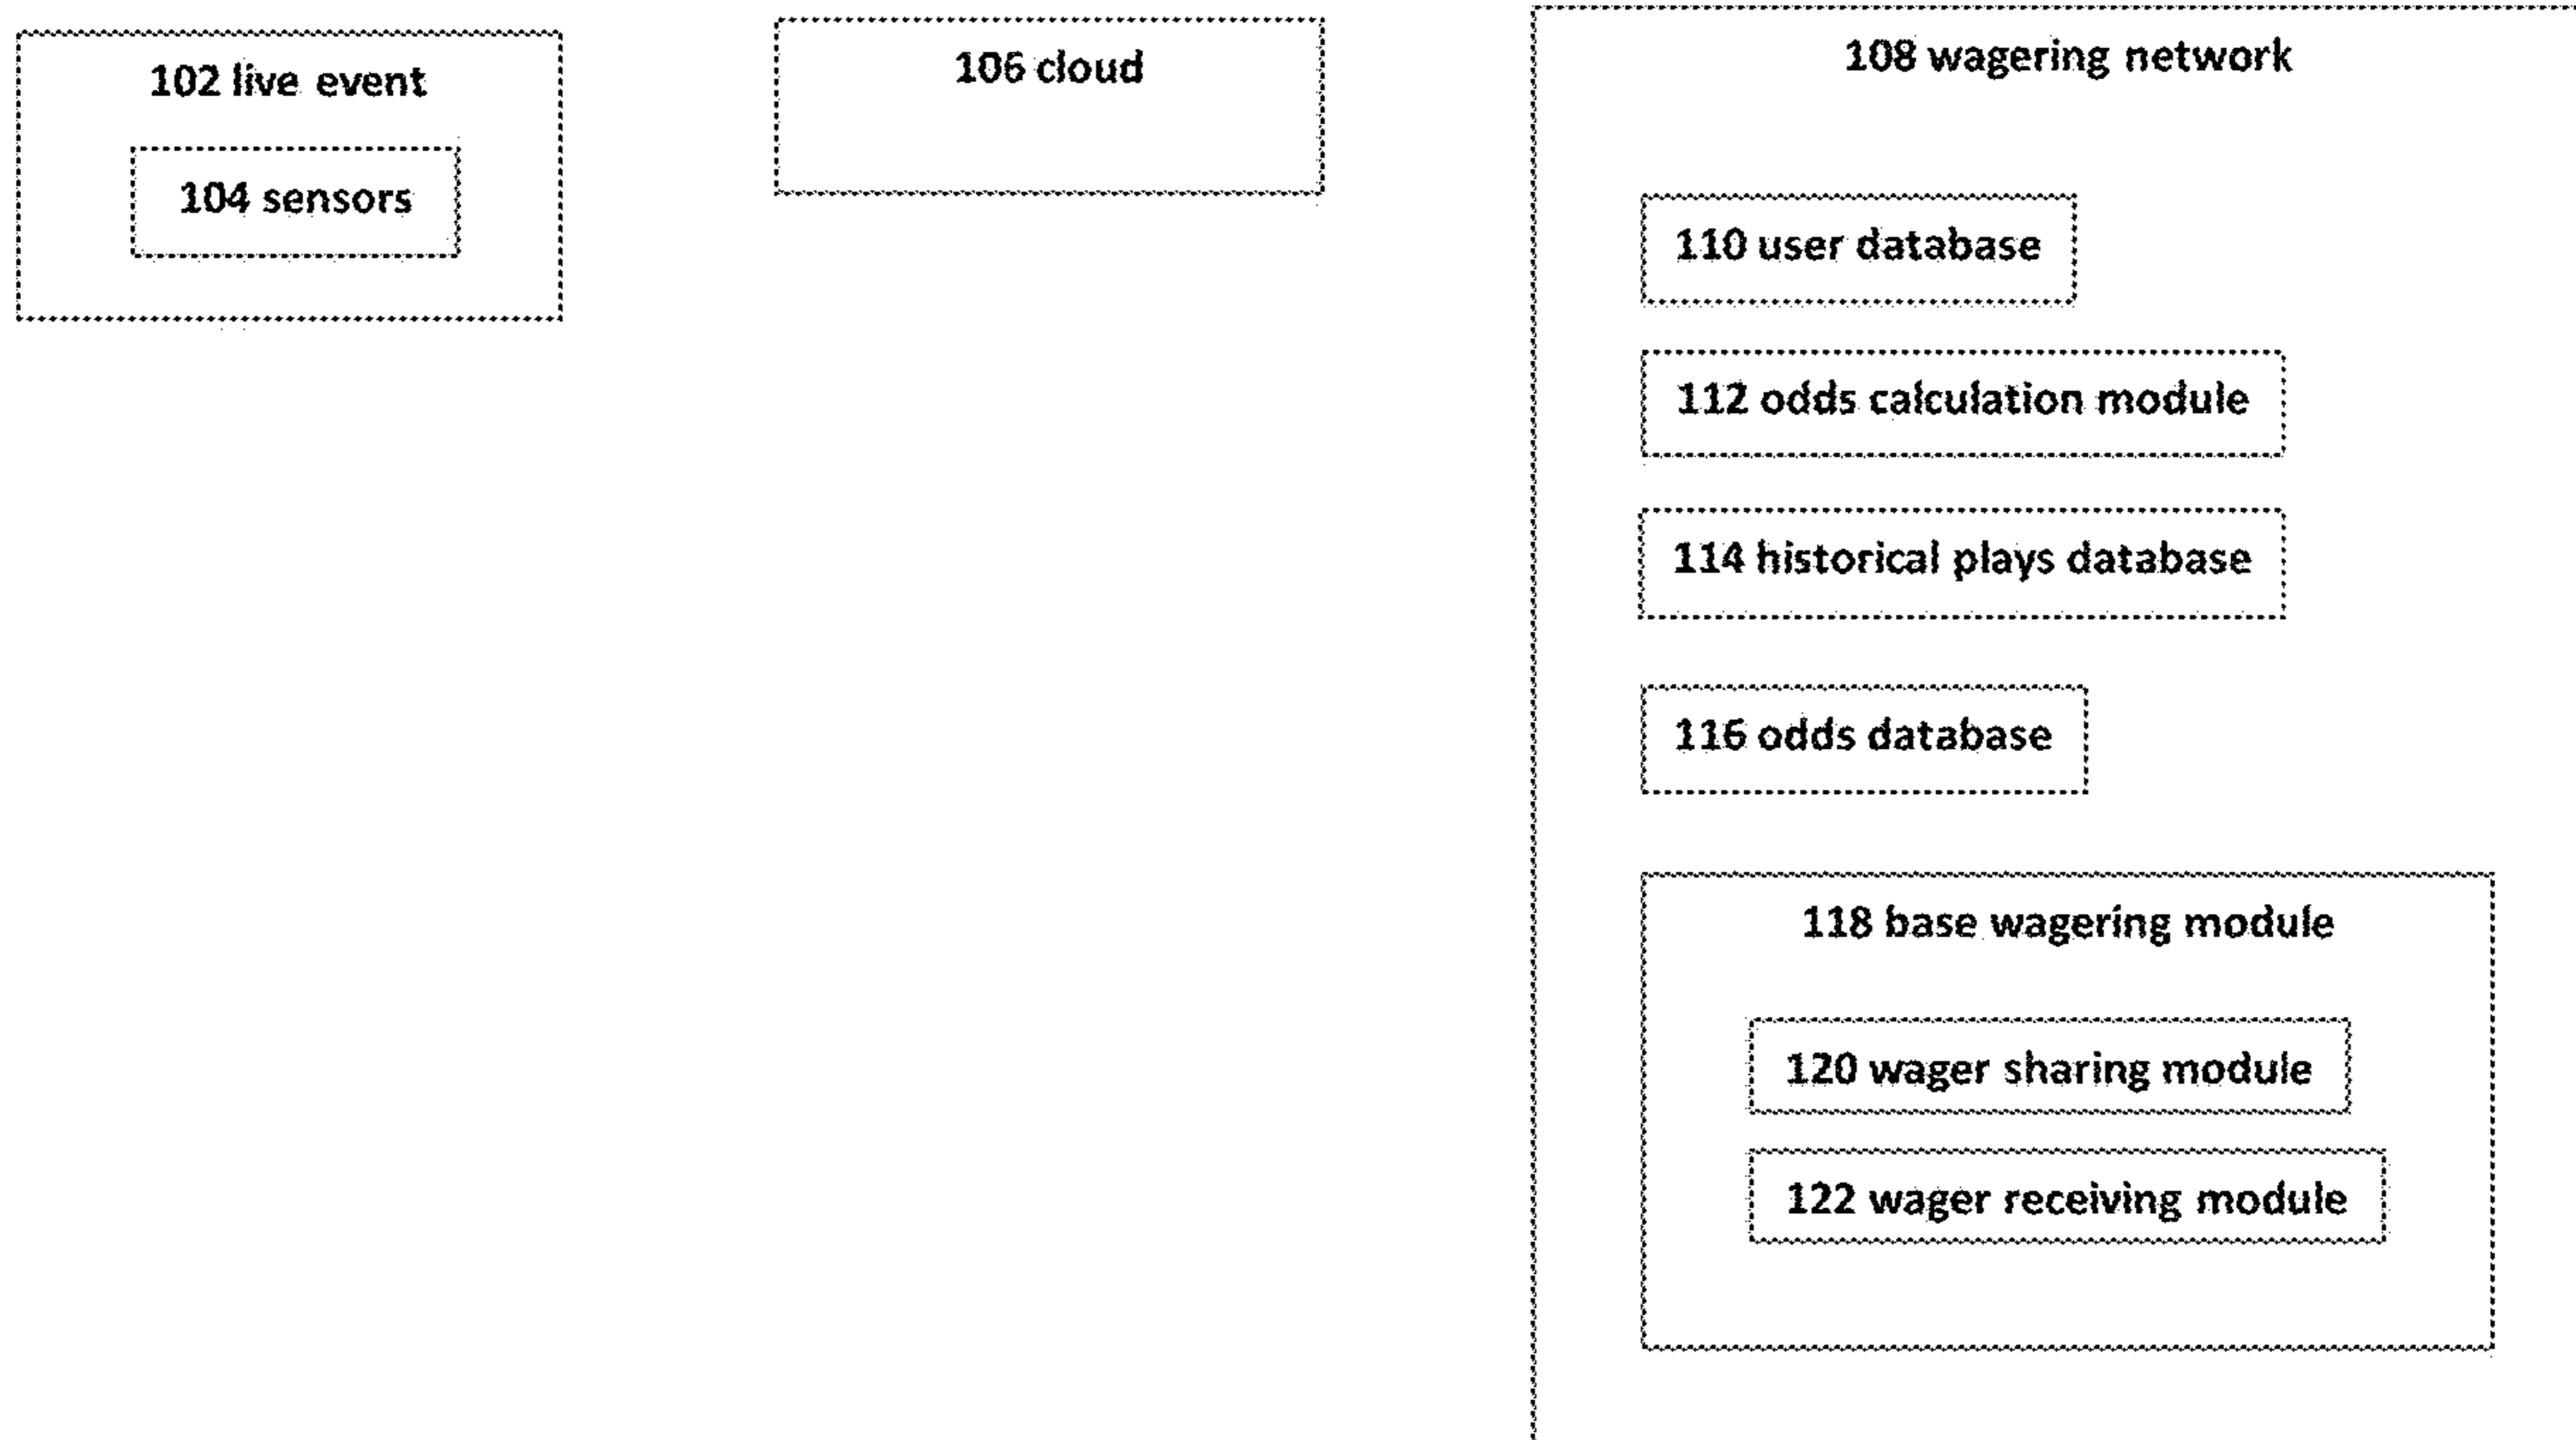 102 live event
104 sensors
106 cloud
108 wagering network
110 user database
112 odds calculation module
114 historical plays database
116 odds database
118 base wagering module
120 wager sharing module
122 wager receiving module